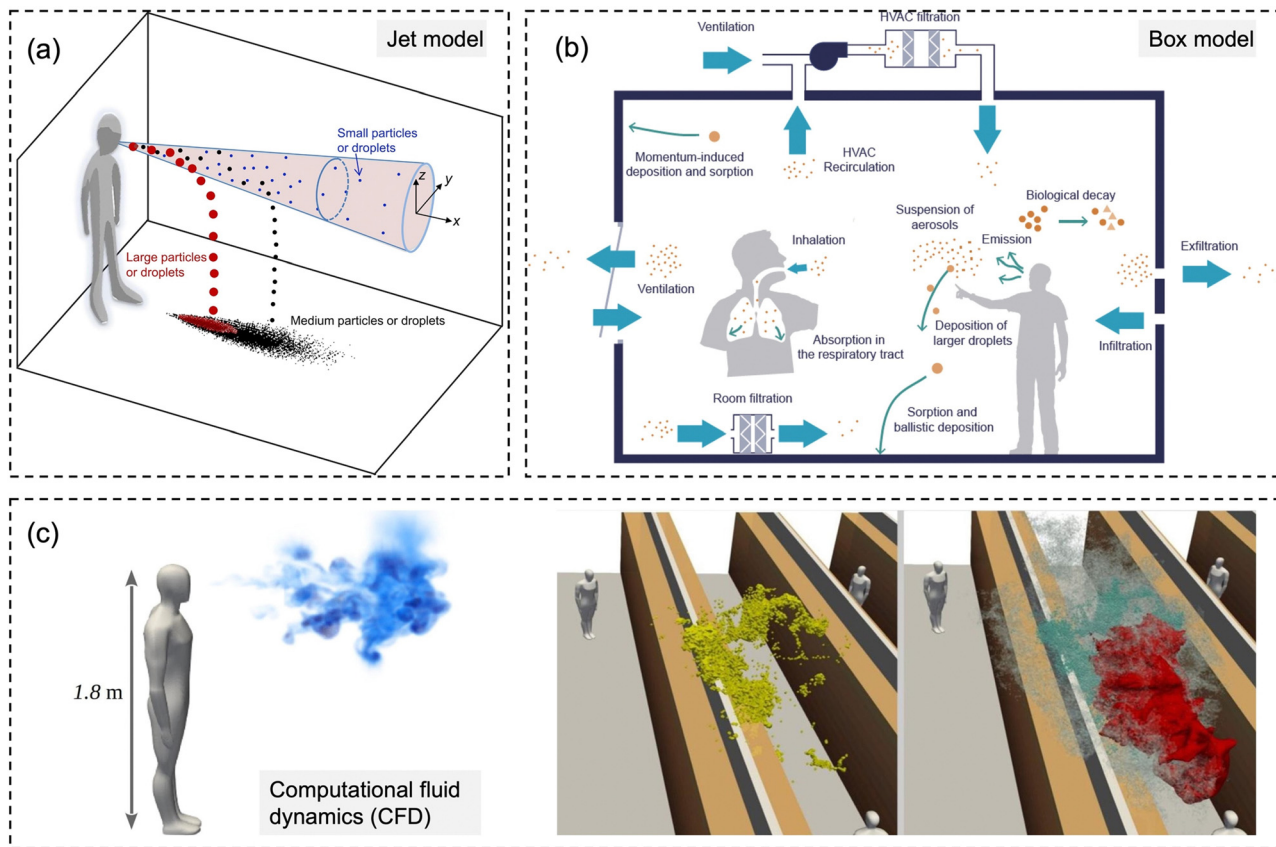 (a)
Jet model
Small particles
or droplets
z
y
x
Large particles
or droplets
Medium particles or droplets
(b)
Box model
Ventilation
HVAC filtration
Momentum-induced
deposition and sorption
HVAC
Recirculation
Biological decay
Suspension of
aerosols
Emission
Inhalation
Exfiltration
Ventilation
Deposition of
larger droplets
Absorption in
the respiratory tract
Infiltration
Room filtration
Sorption and
ballistic deposition
(c)
1.8 m
Computational fluid
dynamics (CFD)